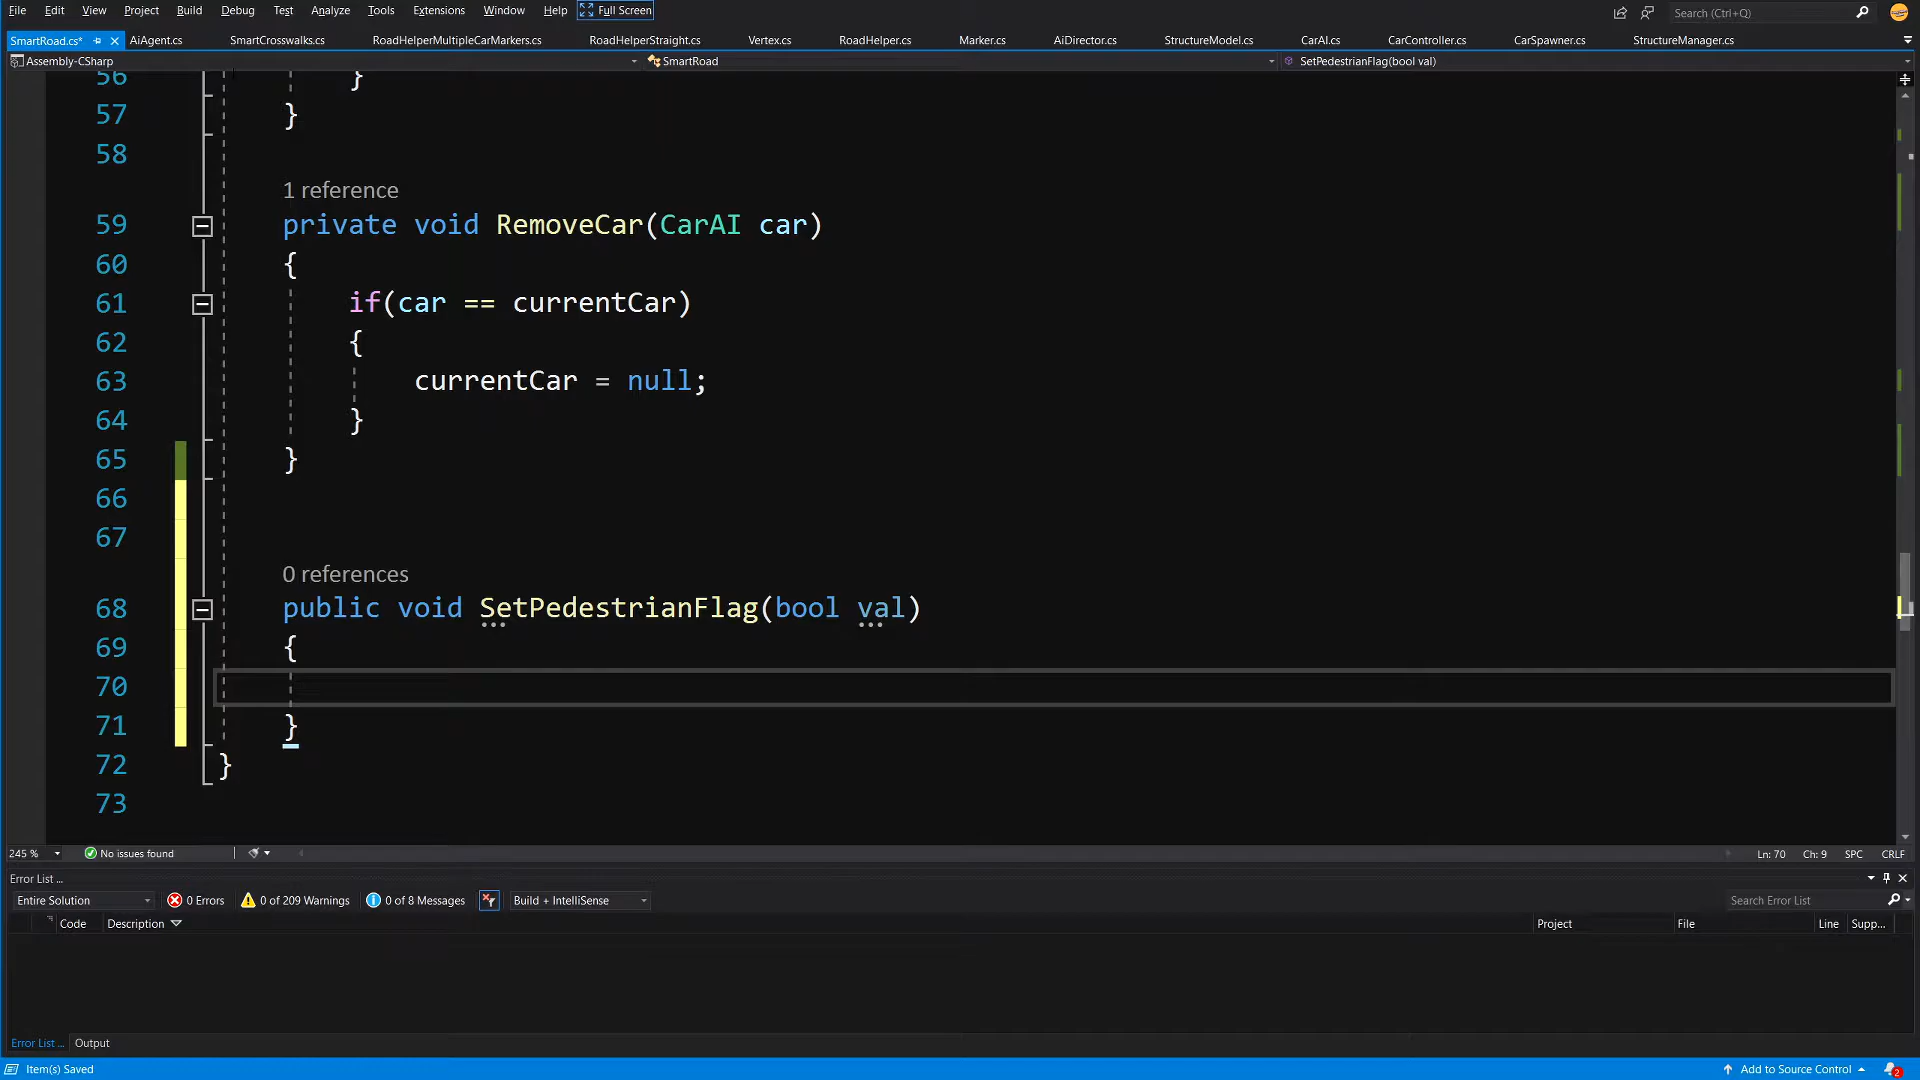 File Edit View Project Build Debug Test Analyze Tools Extensions Window Help Full Screen Search (Ctrl+Q)
SmartRoad.cs* AiAgent.cs SmartCrosswalks.cs RoadHelperMultipleCarMarkers.cs RoadHelperStraight.cs Vertex.cs RoadHelper.cs Marker.cs AiDirector.cs StructureModel.cs CarAI.cs CarController.cs CarSpawner.cs StructureManager.cs
Assembly-CSharp SmartRoad SetPedestrianFlag(bool val)
56 }
57 }
58
1 reference
59 private void RemoveCar(CarAI car)
60 {
61 if(car == currentCar)
62 {
63 currentCar = null;
64 }
65 }
66
67
0 references
68 public void SetPedestrianFlag(bool val)
69 {
70
71 }
72 }
73
245 % No issues found Ln: 70 Ch: 9 SPC CRLF
Error List ...
Entire Solution 0 Errors 0 of 209 Warnings 0 of 8 Messages Build + IntelliSense Search Error List
Code Description Project File Line Supp...
Error List ... Output
Item(s) Saved Add to Source Control 2